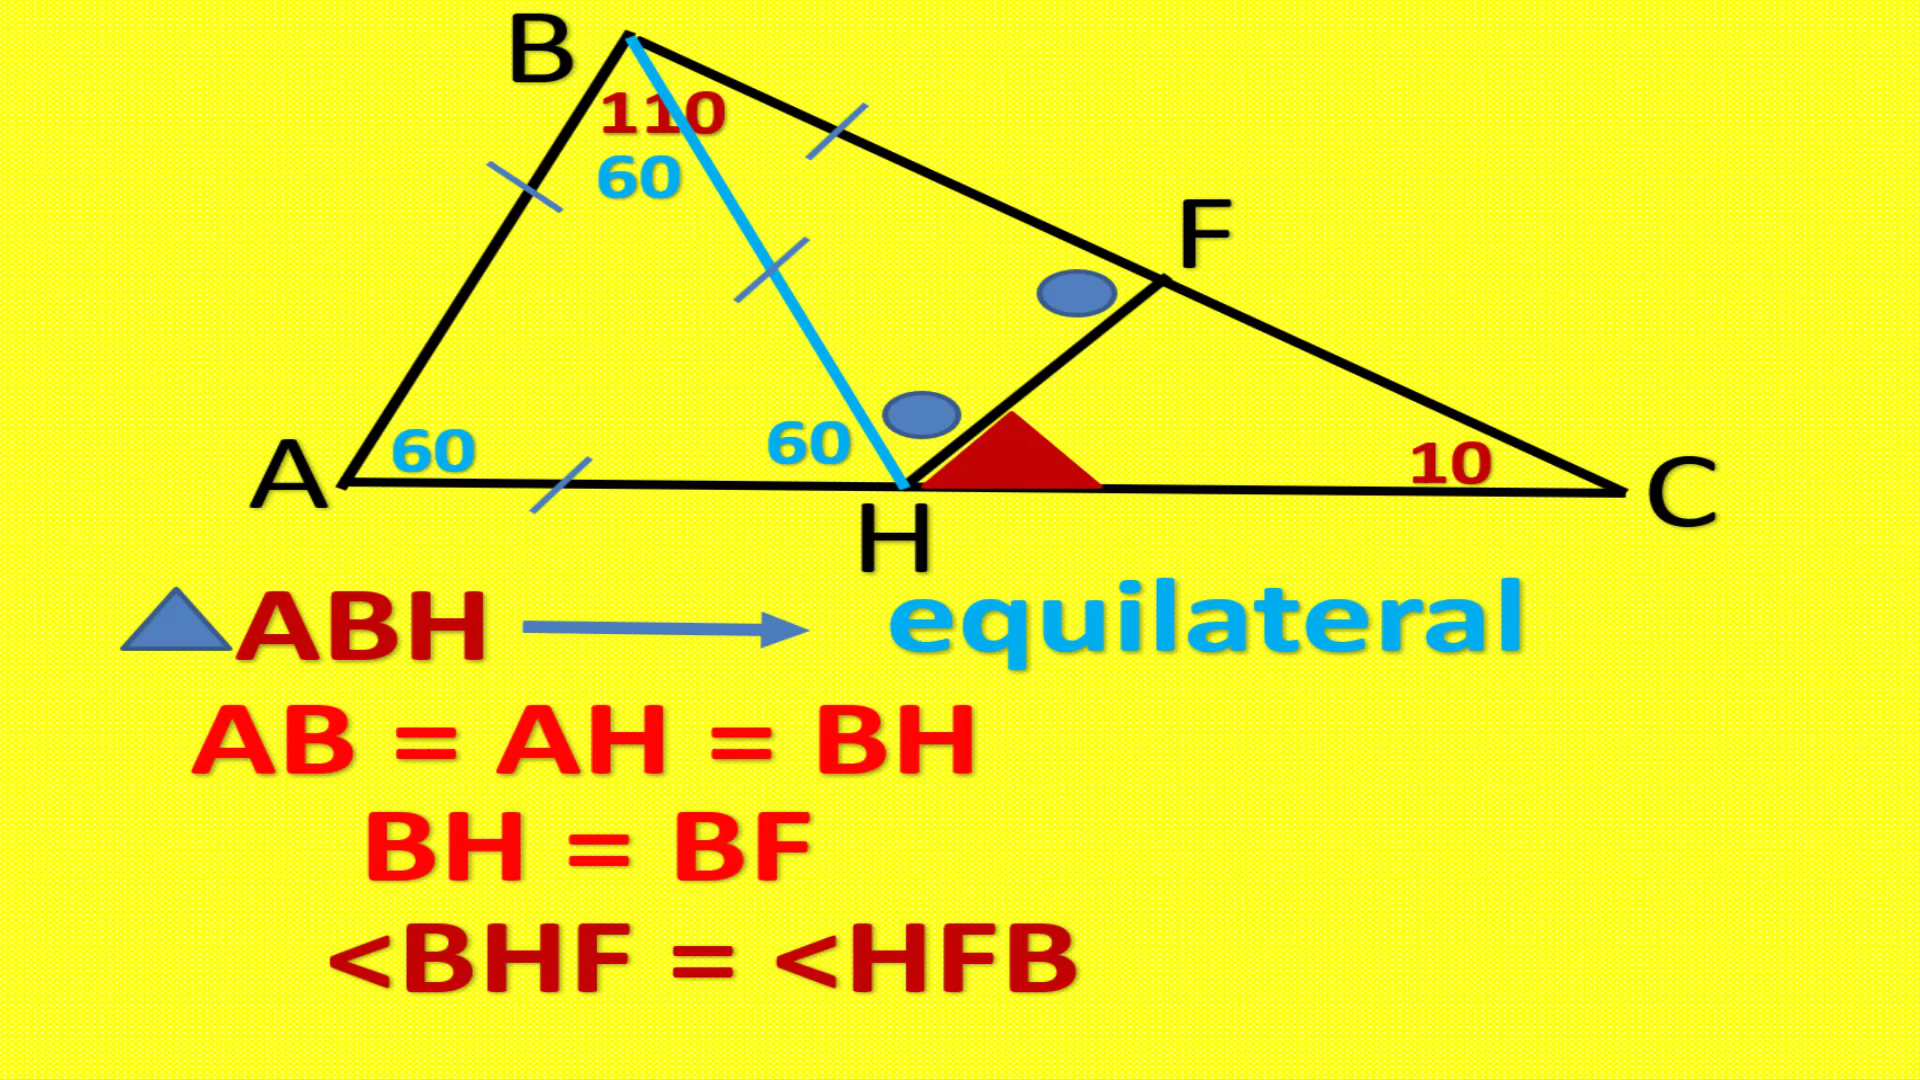 B
110
60
F
A
60
60
10
C
H
ABH equilateral
AB = AH = BH
BH = BF
<BHF = <HFB